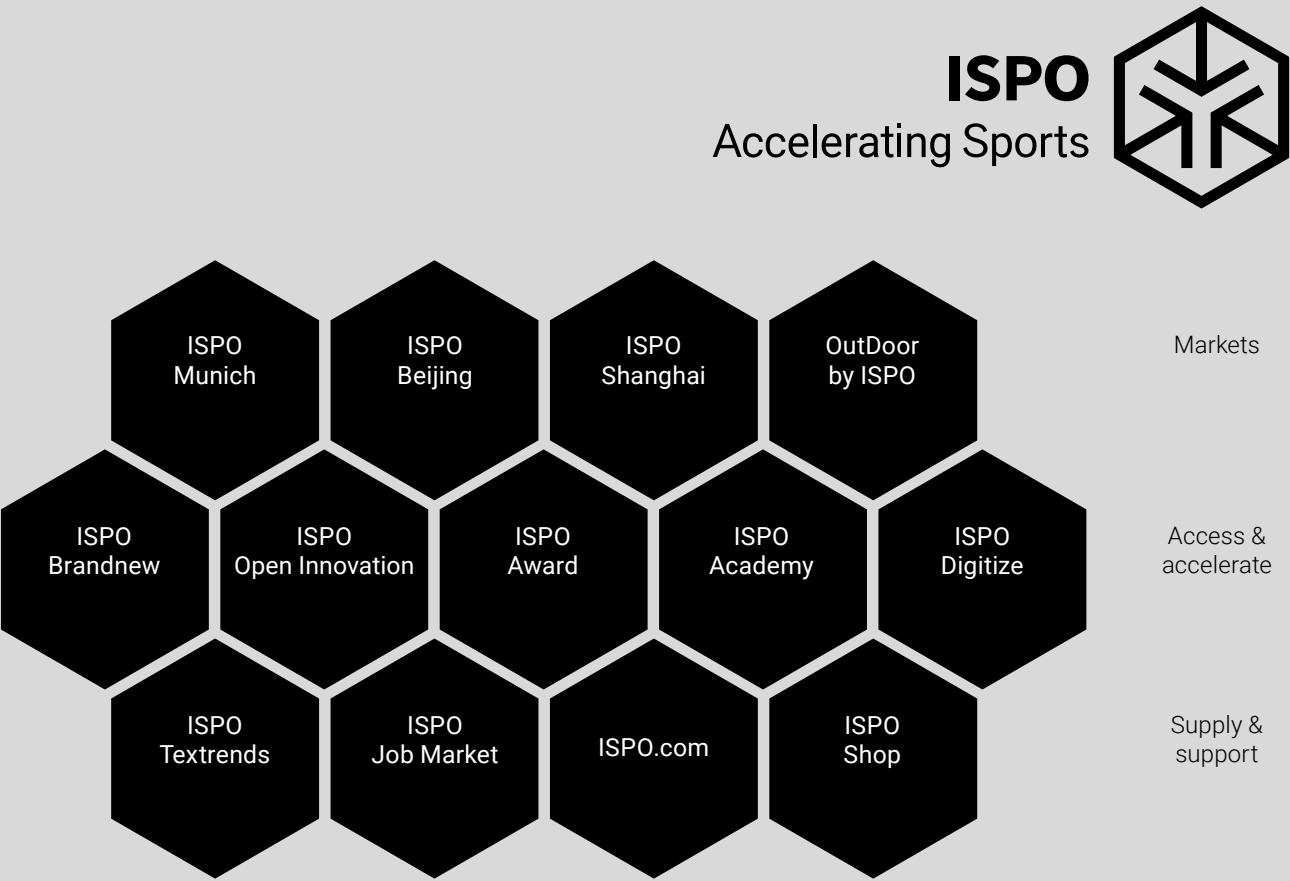 ISPO
Accelerating Sports
ISPO
Munich
ISPO
Beijing
ISPO
Shanghai
OutDoor
by ISPO
Markets
ISPO
Brandnew
ISPO
Open Innovation
ISPO
Award
ISPO
Academy
ISPO
Digitize
Access &
accelerate
ISPO
Textrends
ISPO
Job Market
ISPO.com
ISPO
Shop
Supply &
support